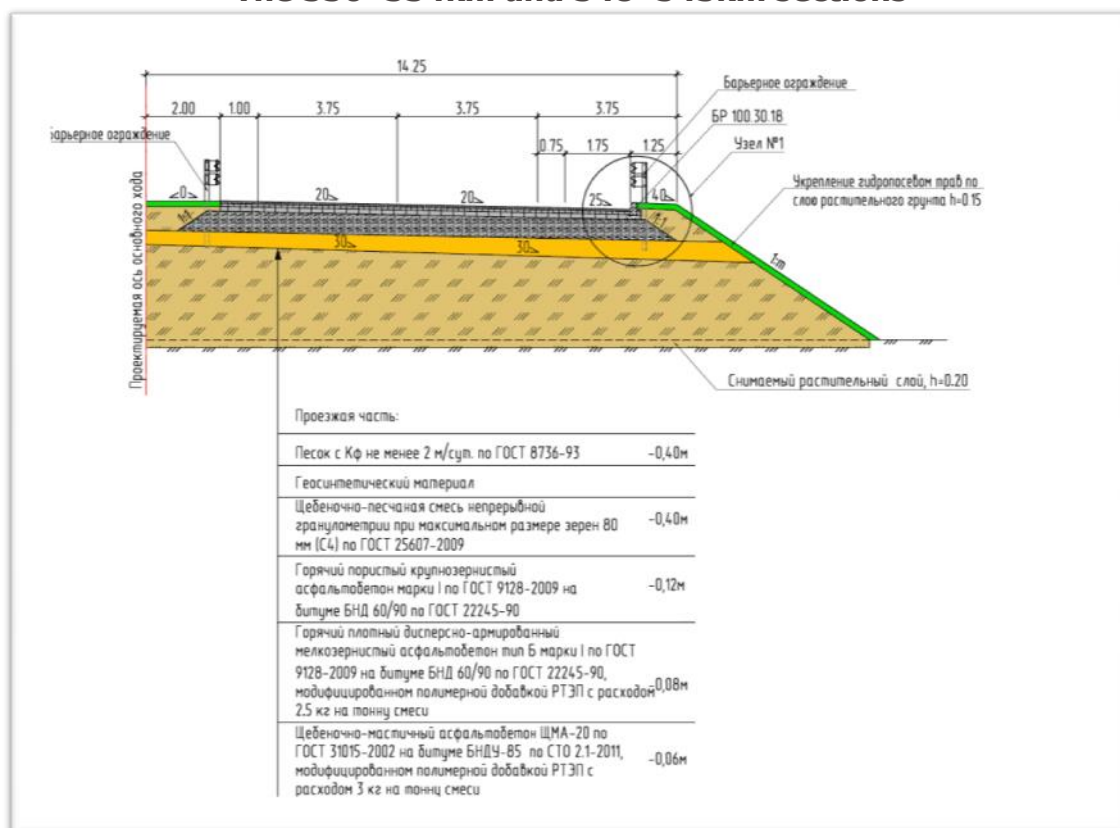 14.25
Барьерное ограждение
2.00 1.00 3.75 3.75 3.75
БР 100.30.18
барьерное ограждение
0.75 1.75 1.25
Узел №1
Укрепление гидропосевом трав по
слою растительного грунта h=0.15
0 20 20 25 40
1:1 1:1
30 30
1:m
Проектируемая ось основного хода
Снимаемый растительный слой, h=0.20
Проезжая часть:
Песок с Кф не менее 2 м/сут. по ГОСТ 8736-93 -0,40м
Геосинтетический материал
Щебеночно-песчаная смесь непрерывной
гранулометрии при максимальном размере зерен 80 -0,40м
мм (С4) по ГОСТ 25607-2009
Горячий пористый крупнозернистый
асфальтобетон марки I по ГОСТ 9128-2009 на -0,12м
битуме БНД 60/90 по ГОСТ 22245-90
Горячий плотный дисперсно-армированный
мелкозернистый асфальтобетон тип Б марки I по ГОСТ
9128-2009 на битуме БНД 60/90 по ГОСТ 22245-90,
модифицированном полимерной добавкой РТЭП с расходом -0,08м
2.5 кг на тонну смеси
Щебеночно-мастичный асфальтобетон ЩМА-20 по
ГОСТ 31015-2002 на битуме БНДУ-85 по СТО 2.1-2011, -0,06м
модифицированном полимерной добавкой РТЭП с
расходом 3 кг на тонну смеси